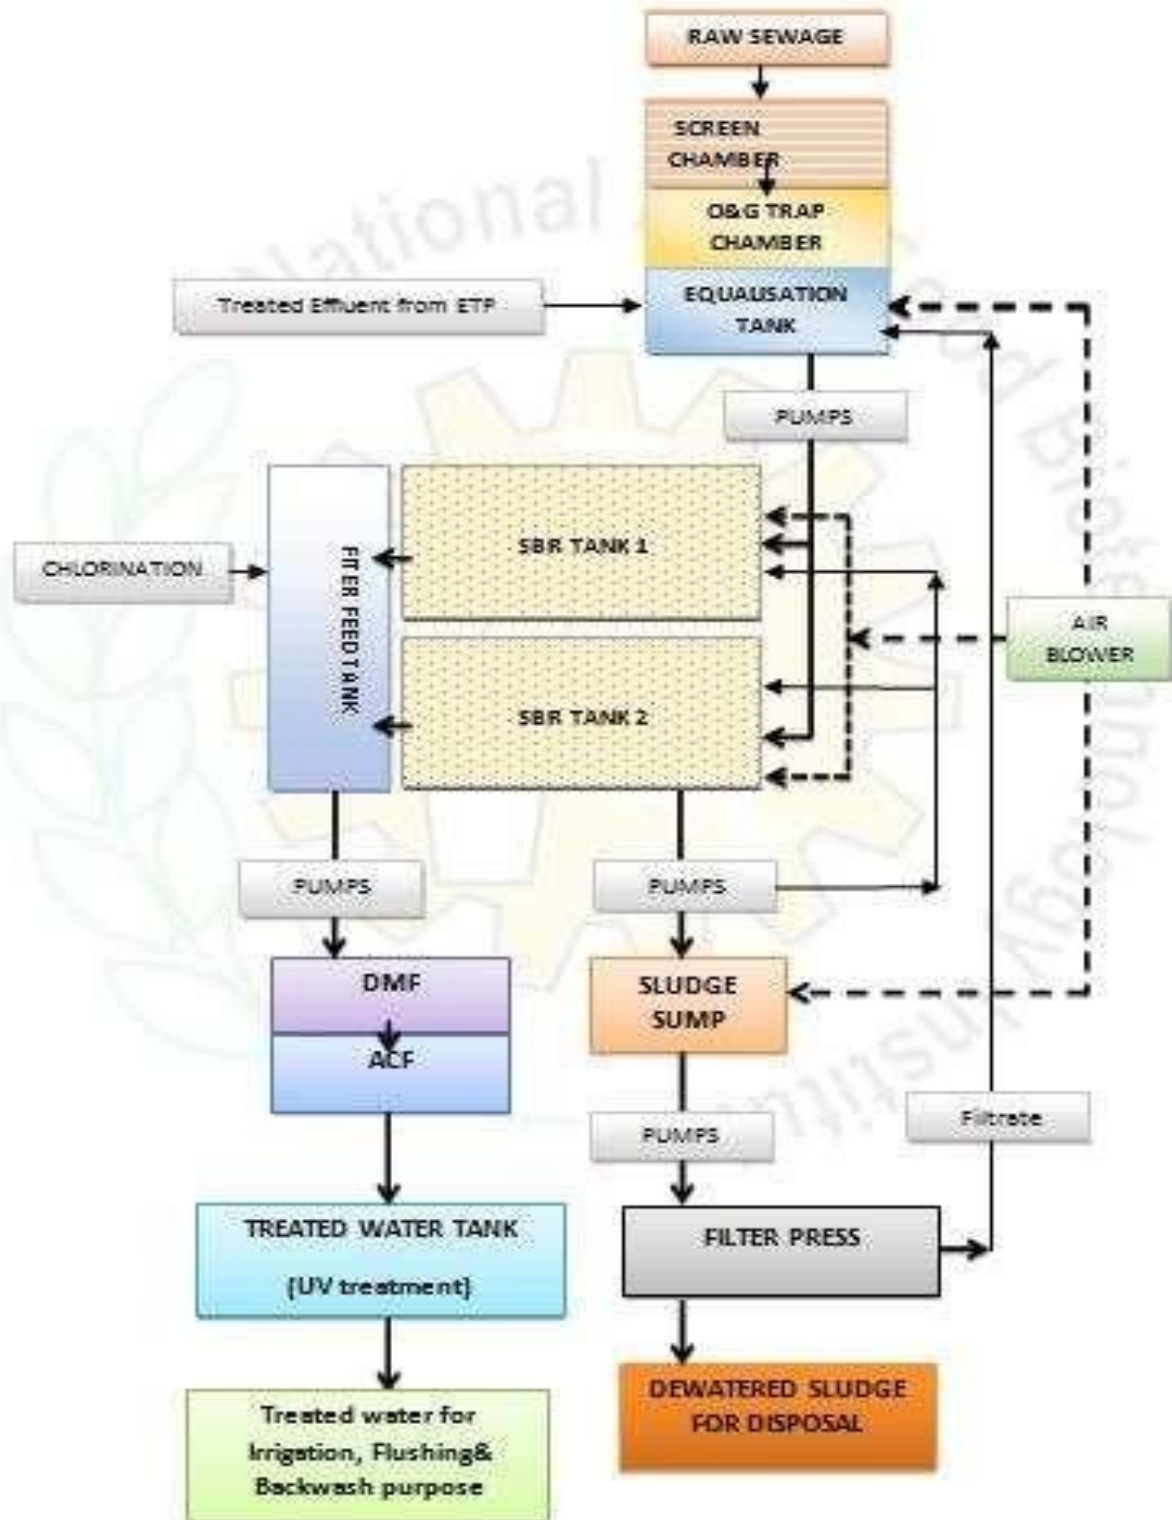 RAW SEWAGE
SCREEN
CHAMBER
O&G TRAP
CHAMBER
Treated Effluent from ETP
EQUALISATION
TANK
PUMPS
CHLORINATION
FITER FEED TANK
SBR TANK 1
SBR TANK 2
AIR
BLOWER
PUMPS
PUMPS
DMF
ACF
SLUDGE
SUMP
PUMPS
Filtrate
TREATED WATER TANK
(UV treatment)
FILTER PRESS
Treated water for
Irrigation, Flushing&
Backwash purpose
DEWATERED SLUDGE
FOR DISPOSAL
National